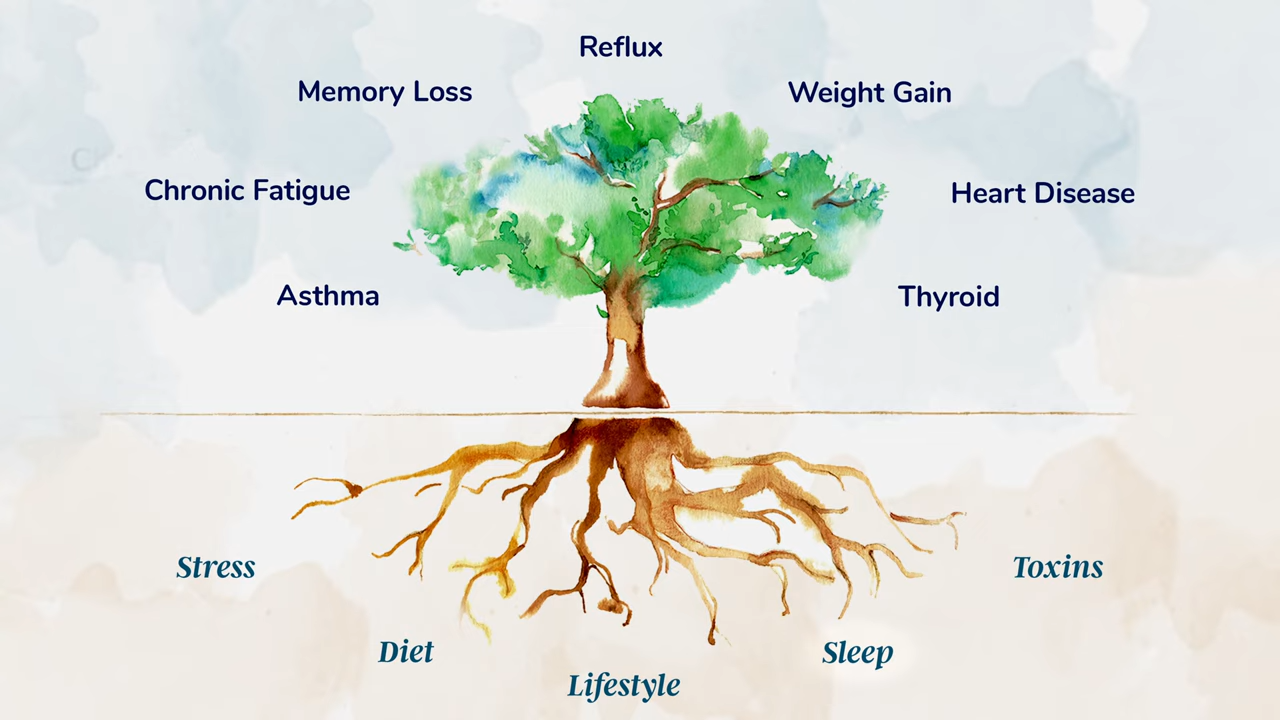 Reflux
Memory Loss
Weight Gain
Chronic Fatigue
Heart Disease
Asthma
Thyroid
Stress
Toxins
Diet
Sleep
Lifestyle